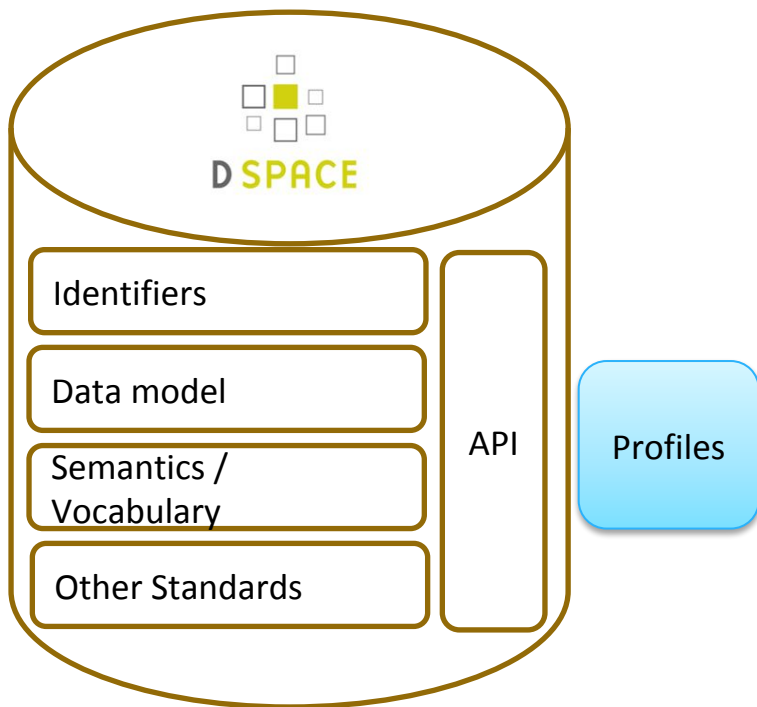 D SPACE
Identifiers
Data model
Semantics /
Vocabulary
Other Standards
API
Profiles